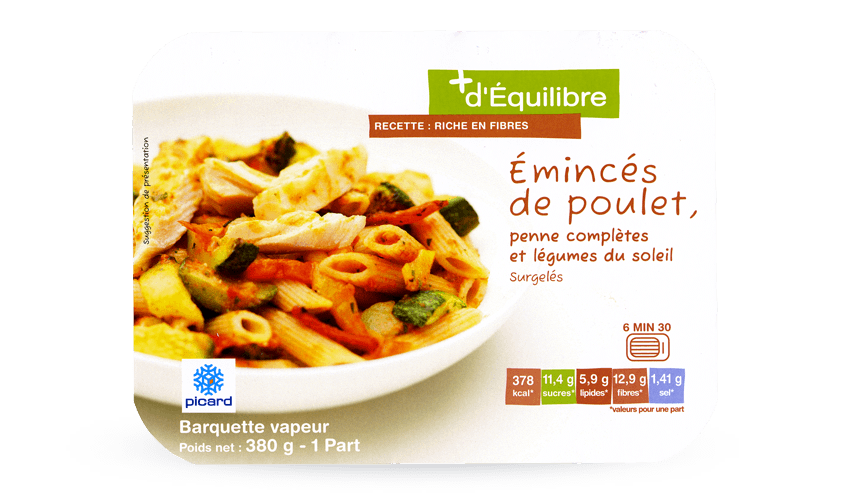 +d'Équilibre
RECETTE : RICHE EN FIBRES
Émincés
de poulet,
penne complètes
et légumes du soleil
Surgelés
Suggestion de présentation
6 MIN 30
378 kcal*
11,4 g sucres*
5,9 g lipides*
12,9 g fibres*
1,41 g sel*
*valeurs pour une part
picard
Barquette vapeur
Poids net : 380 g - 1 Part